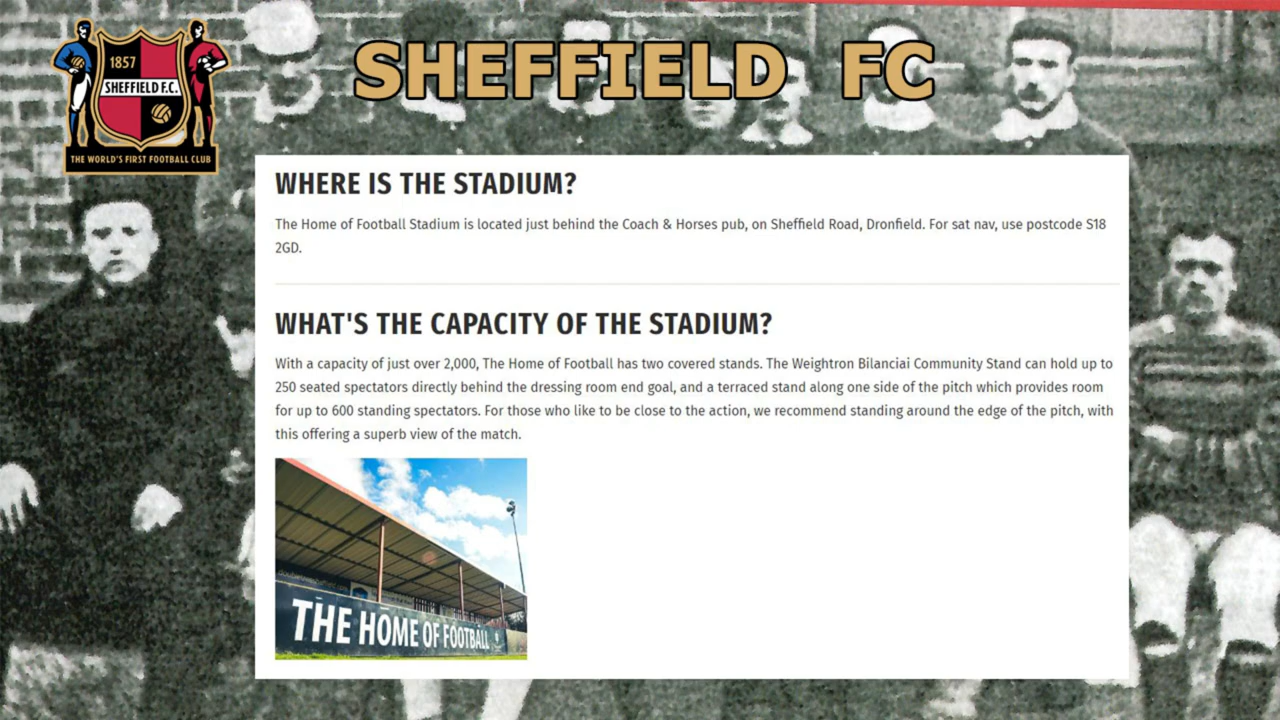 SHEFFIELD FC
1857
SHEFFIELD F.C.
THE WORLD'S FIRST FOOTBALL CLUB
WHERE IS THE STADIUM?
The Home of Football Stadium is located just behind the Coach & Horses pub, on Sheffield Road, Dronfield. For sat nav, use postcode S18
2GD.
WHAT'S THE CAPACITY OF THE STADIUM?
With a capacity of just over 2,000, The Home of Football has two covered stands. The Weightron Bilanciai Community Stand can hold up to
250 seated spectators directly behind the dressing room end goal, and a terraced stand along one side of the pitch which provides room
for up to 600 standing spectators. For those who like to be close to the action, we recommend standing around the edge of the pitch, with
this offering a superb view of the match.
THE HOME OF FOOTBALL